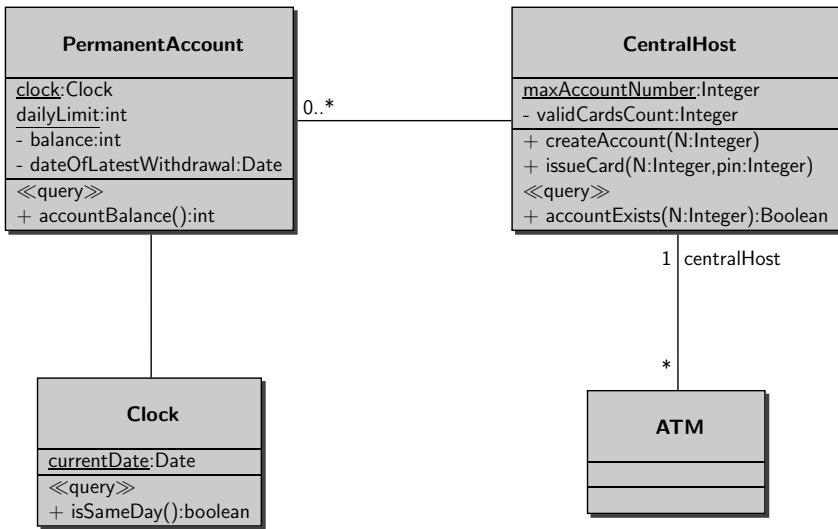 PermanentAccount
clock:Clock
dailyLimit:int
- balance:int
- dateOfLatestWithdrawal:Date
≪query≫
+ accountBalance():int
0..*
CentralHost
maxAccountNumber:Integer
- validCardsCount:Integer
+ createAccount(N:Integer)
+ issueCard(N:Integer,pin:Integer)
≪query≫
+ accountExists(N:Integer):Boolean
1 centralHost
*
Clock
currentDate:Date
≪query≫
+ isSameDay():boolean
ATM